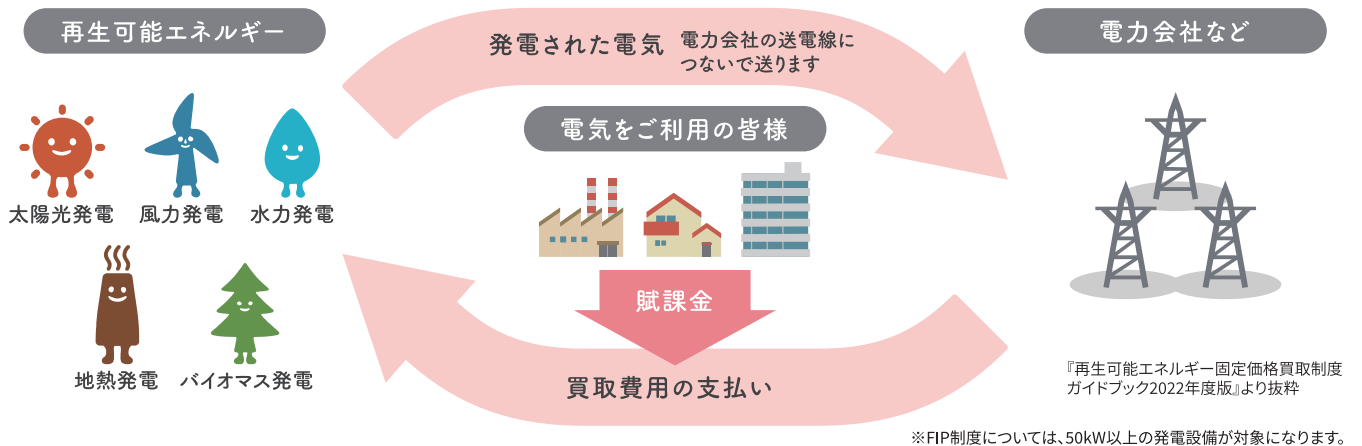 再生可能エネルギー
太陽光発電
風力発電
水力発電
地熱発電
バイオマス発電
発電された電気
電力会社の送電線に
つないで送ります
電気をご利用の皆様
賦課金
買取費用の支払い
電力会社など
『再生可能エネルギー固定価格買取制度
ガイドブック2022年度版』より抜粋
※FIP制度については、50kW以上の発電設備が対象になります。